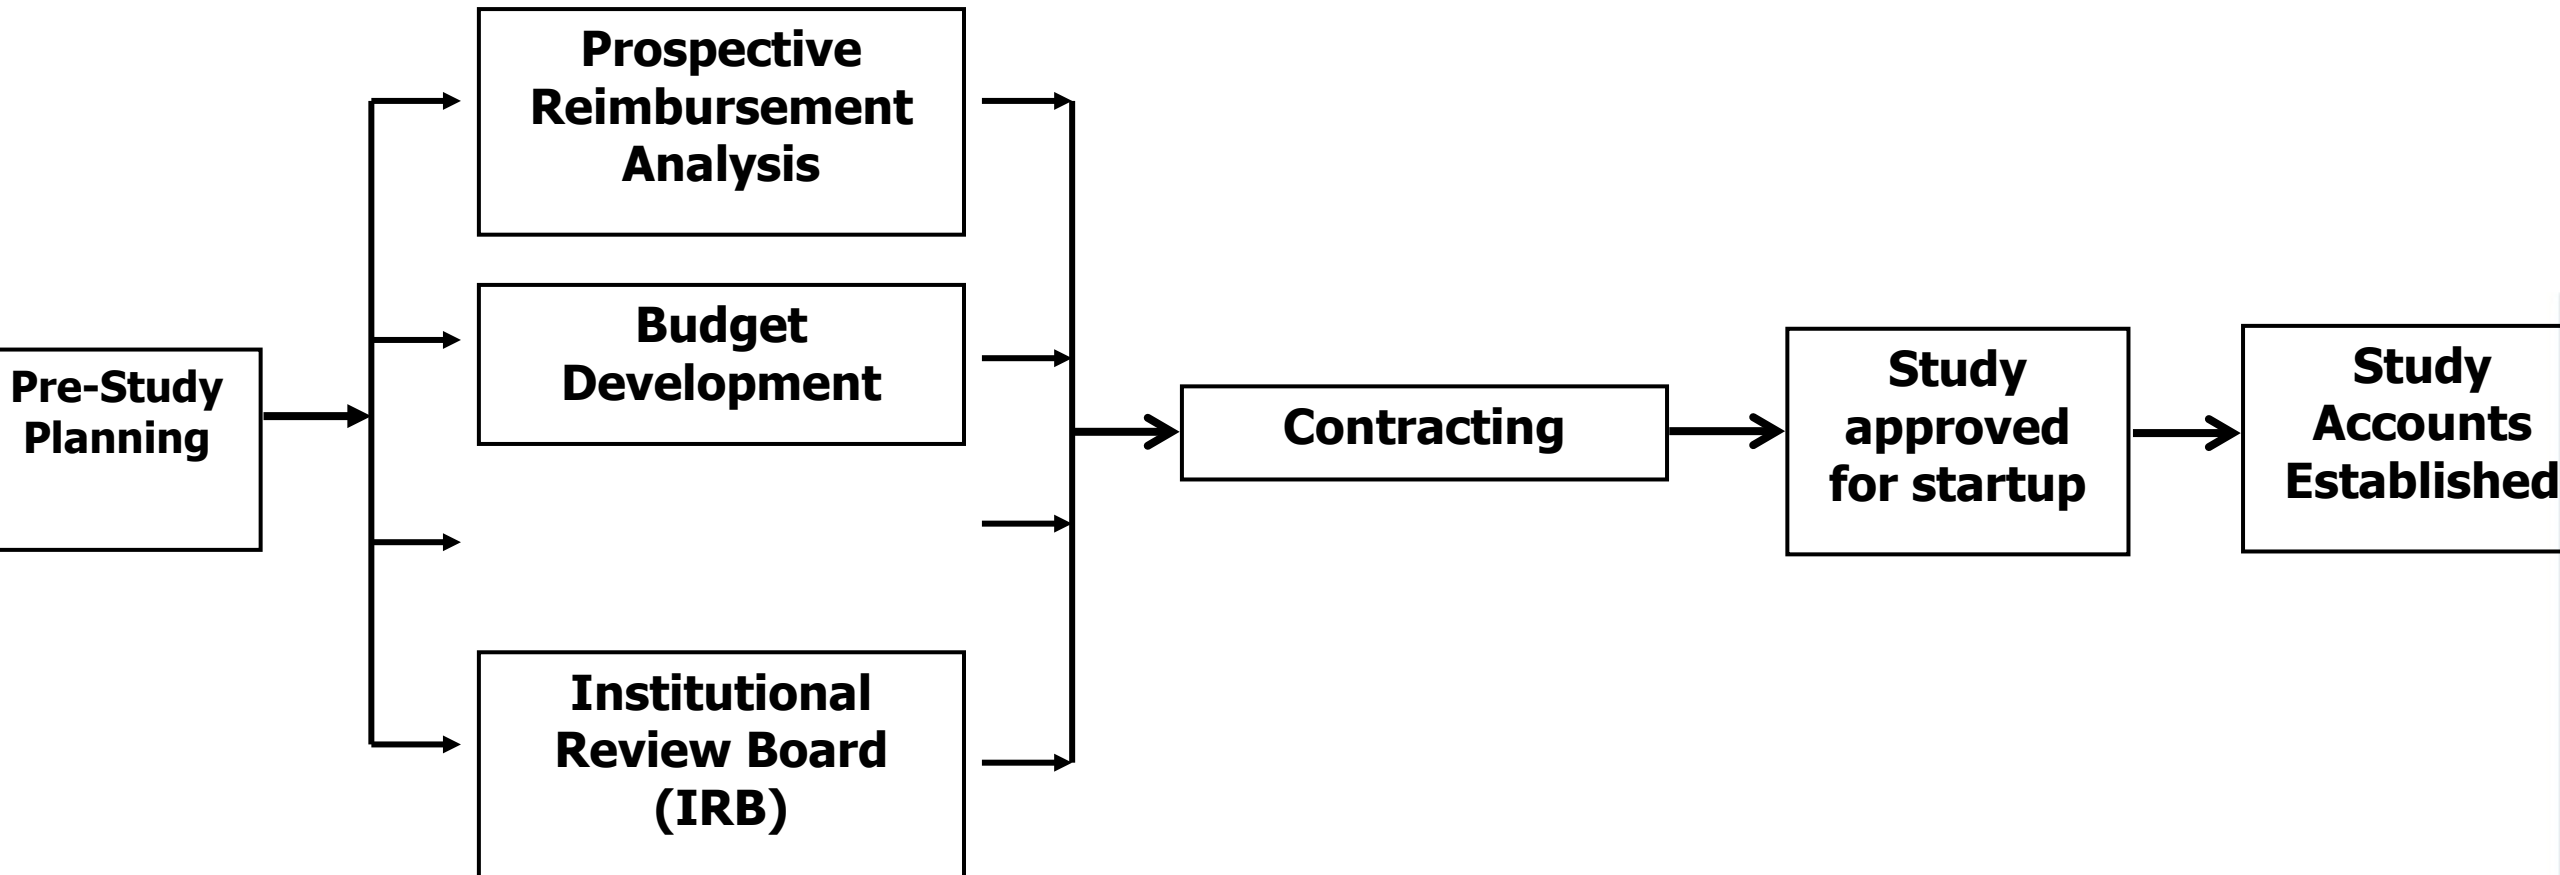 Prospective
Reimbursement
Analysis
Budget
Development
Pre-Study
Planning
Institutional
Review Board
(IRB)
Contracting
Study
approved
for startup
Study
Accounts
Established